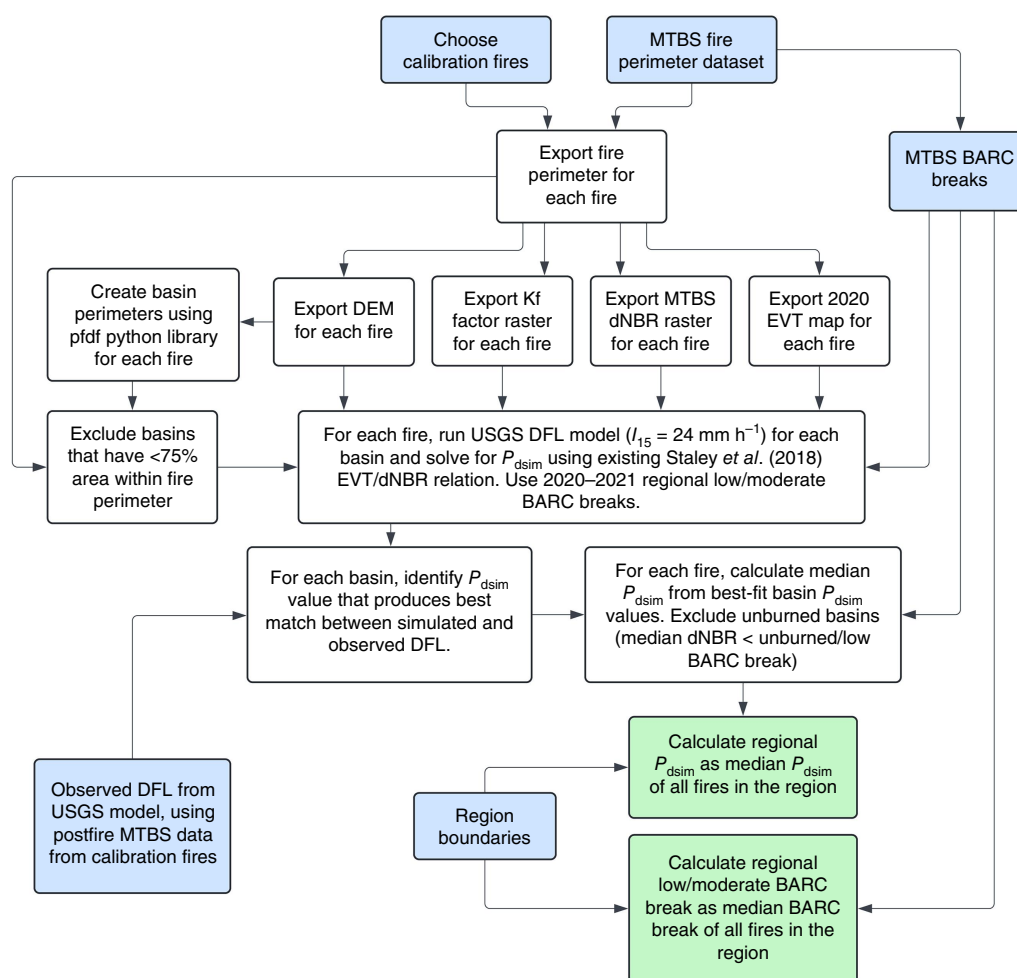 Choose
calibration fires
MTBS fire
perimeter dataset
MTBS BARC
breaks
Export fire
perimeter for
each fire
Create basin
perimeters using
pfdf python library
for each fire
Export DEM
for each fire
Export Kf
factor raster
for each fire
Export MTBS
dNBR raster
for each fire
Export 2020
EVT map for
each fire
Exclude basins
that have <75%
area within fire
perimeter
For each fire, run USGS DFL model (I15 = 24 mm h−1) for each
basin and solve for Pdsim using existing Staley et al. (2018)
EVT/dNBR relation. Use 2020–2021 regional low/moderate
BARC breaks.
For each basin, identify Pdsim
value that produces best
match between simulated and
observed DFL.
For each fire, calculate median
Pdsim from best-fit basin Pdsim
values. Exclude unburned basins
(median dNBR < unburned/low
BARC break)
Calculate regional
Pdsim as median Pdsim
of all fires in the region
Observed DFL from
USGS model, using
postfire MTBS data
from calibration fires
Region
boundaries
Calculate regional
low/moderate BARC
break as median BARC
break of all fires in the
region